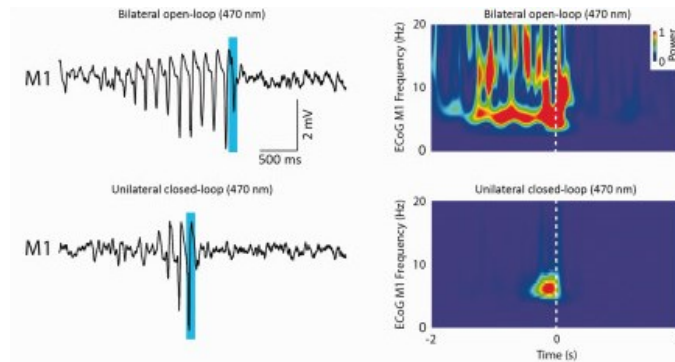 Bilateral open-loop (470 nm)
M1
2 mV
500 ms
Unilateral closed-loop (470 nm)
M1
Bilateral open-loop (470 nm)
20
10
0
ECoG M1 Frequency (Hz)
1
0
Power
Unilateral closed-loop (470 nm)
20
10
0
ECoG M1 Frequency (Hz)
-2
0
Time (s)